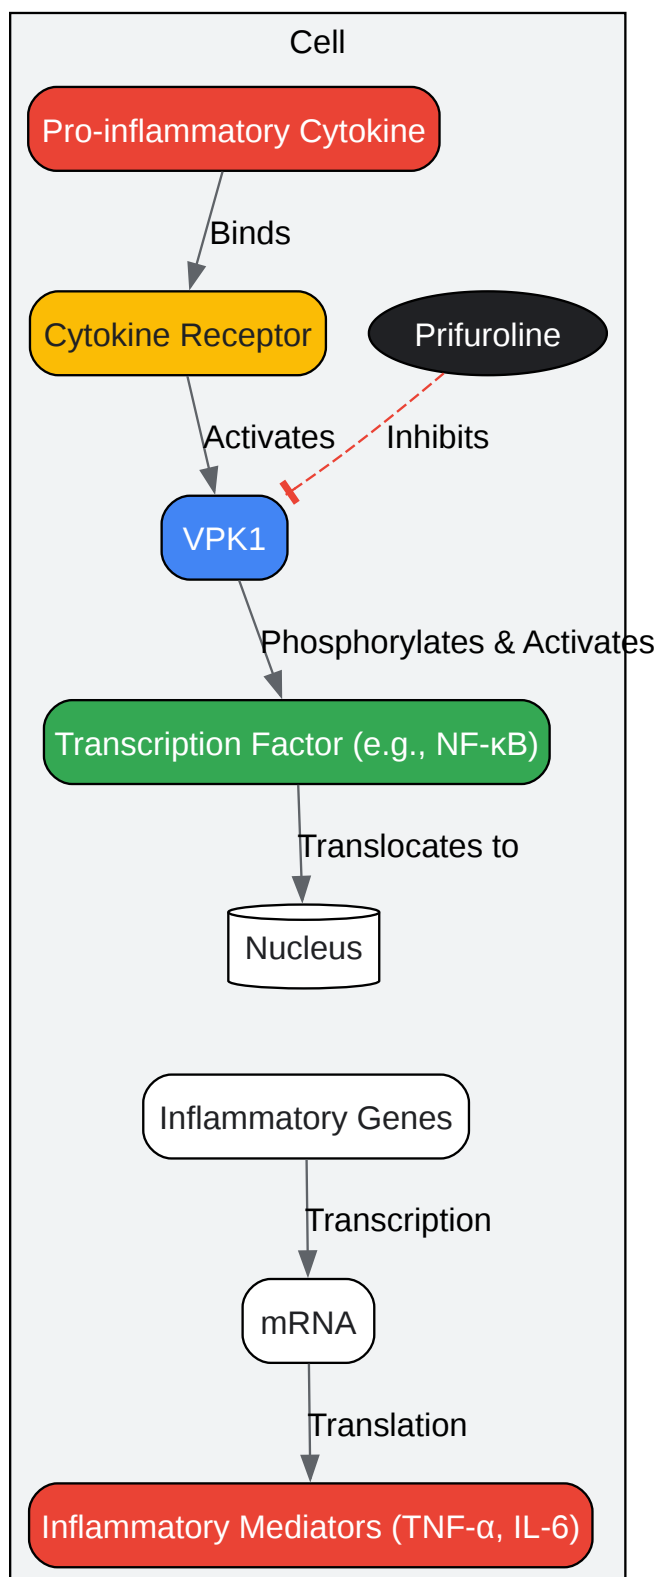 Cell
Pro-inflammatory Cytokine
Binds
Cytokine Receptor
Prifuroline
Activates
Inhibits
VPK1
Phosphorylates & Activates
Transcription Factor (e.g., NF-κB)
Translocates to
Nucleus
Inflammatory Genes
Transcription
mRNA
Translation
Inflammatory Mediators (TNF-α, IL-6)